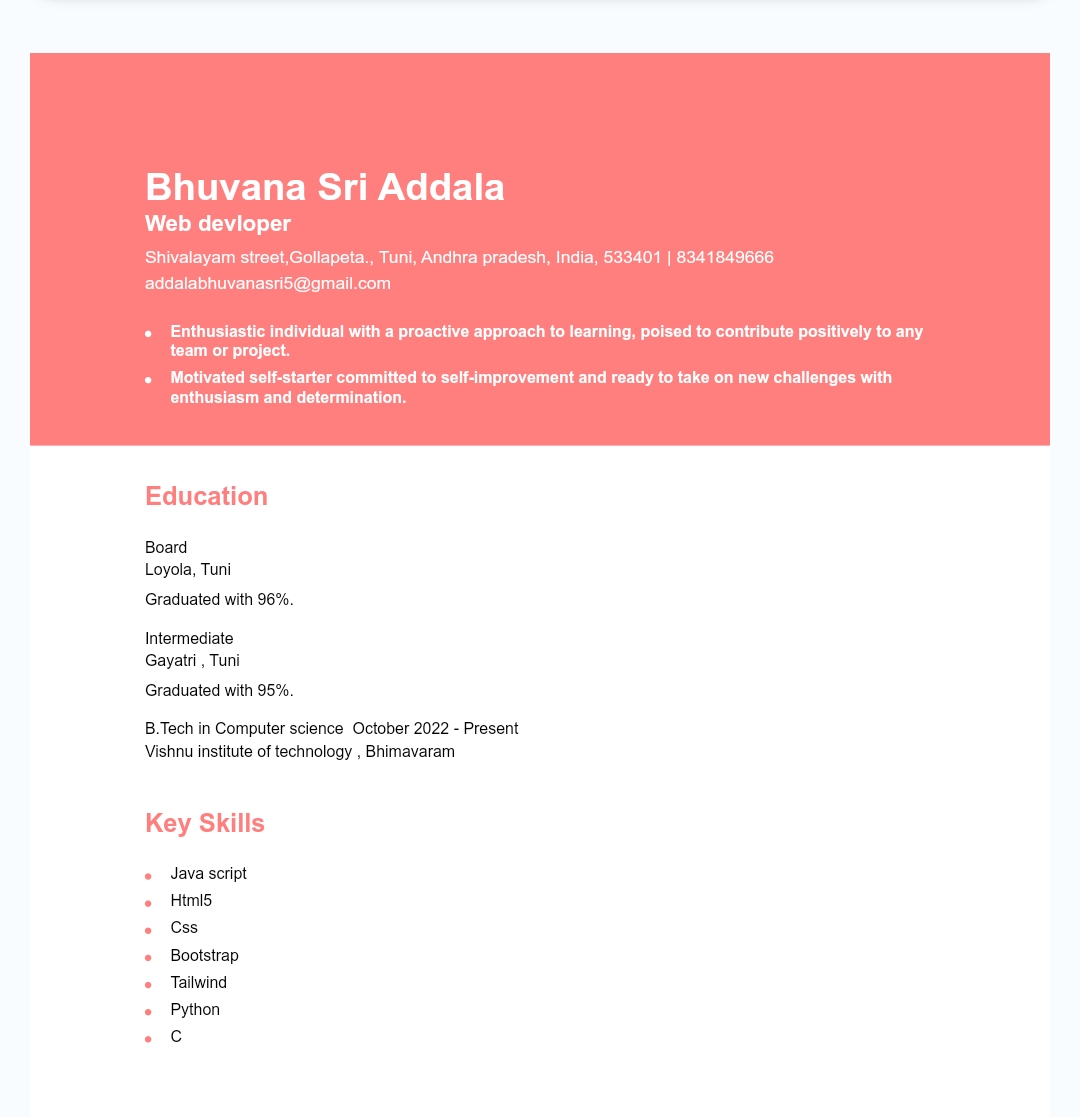 Bhuvana Sri Addala
Web devloper
Shivalayam street,Gollapeta., Tuni, Andhra pradesh, India, 533401 | 8341849666
addalabhuvanasri5@gmail.com
• Enthusiastic individual with a proactive approach to learning, poised to contribute positively to any
team or project.
• Motivated self-starter committed to self-improvement and ready to take on new challenges with
enthusiasm and determination.
Education
Board
Loyola, Tuni
Graduated with 96%.
Intermediate
Gayatri , Tuni
Graduated with 95%.
B.Tech in Computer science  October 2022 - Present
Vishnu institute of technology , Bhimavaram
Key Skills
• Java script
• Html5
• Css
• Bootstrap
• Tailwind
• Python
• C